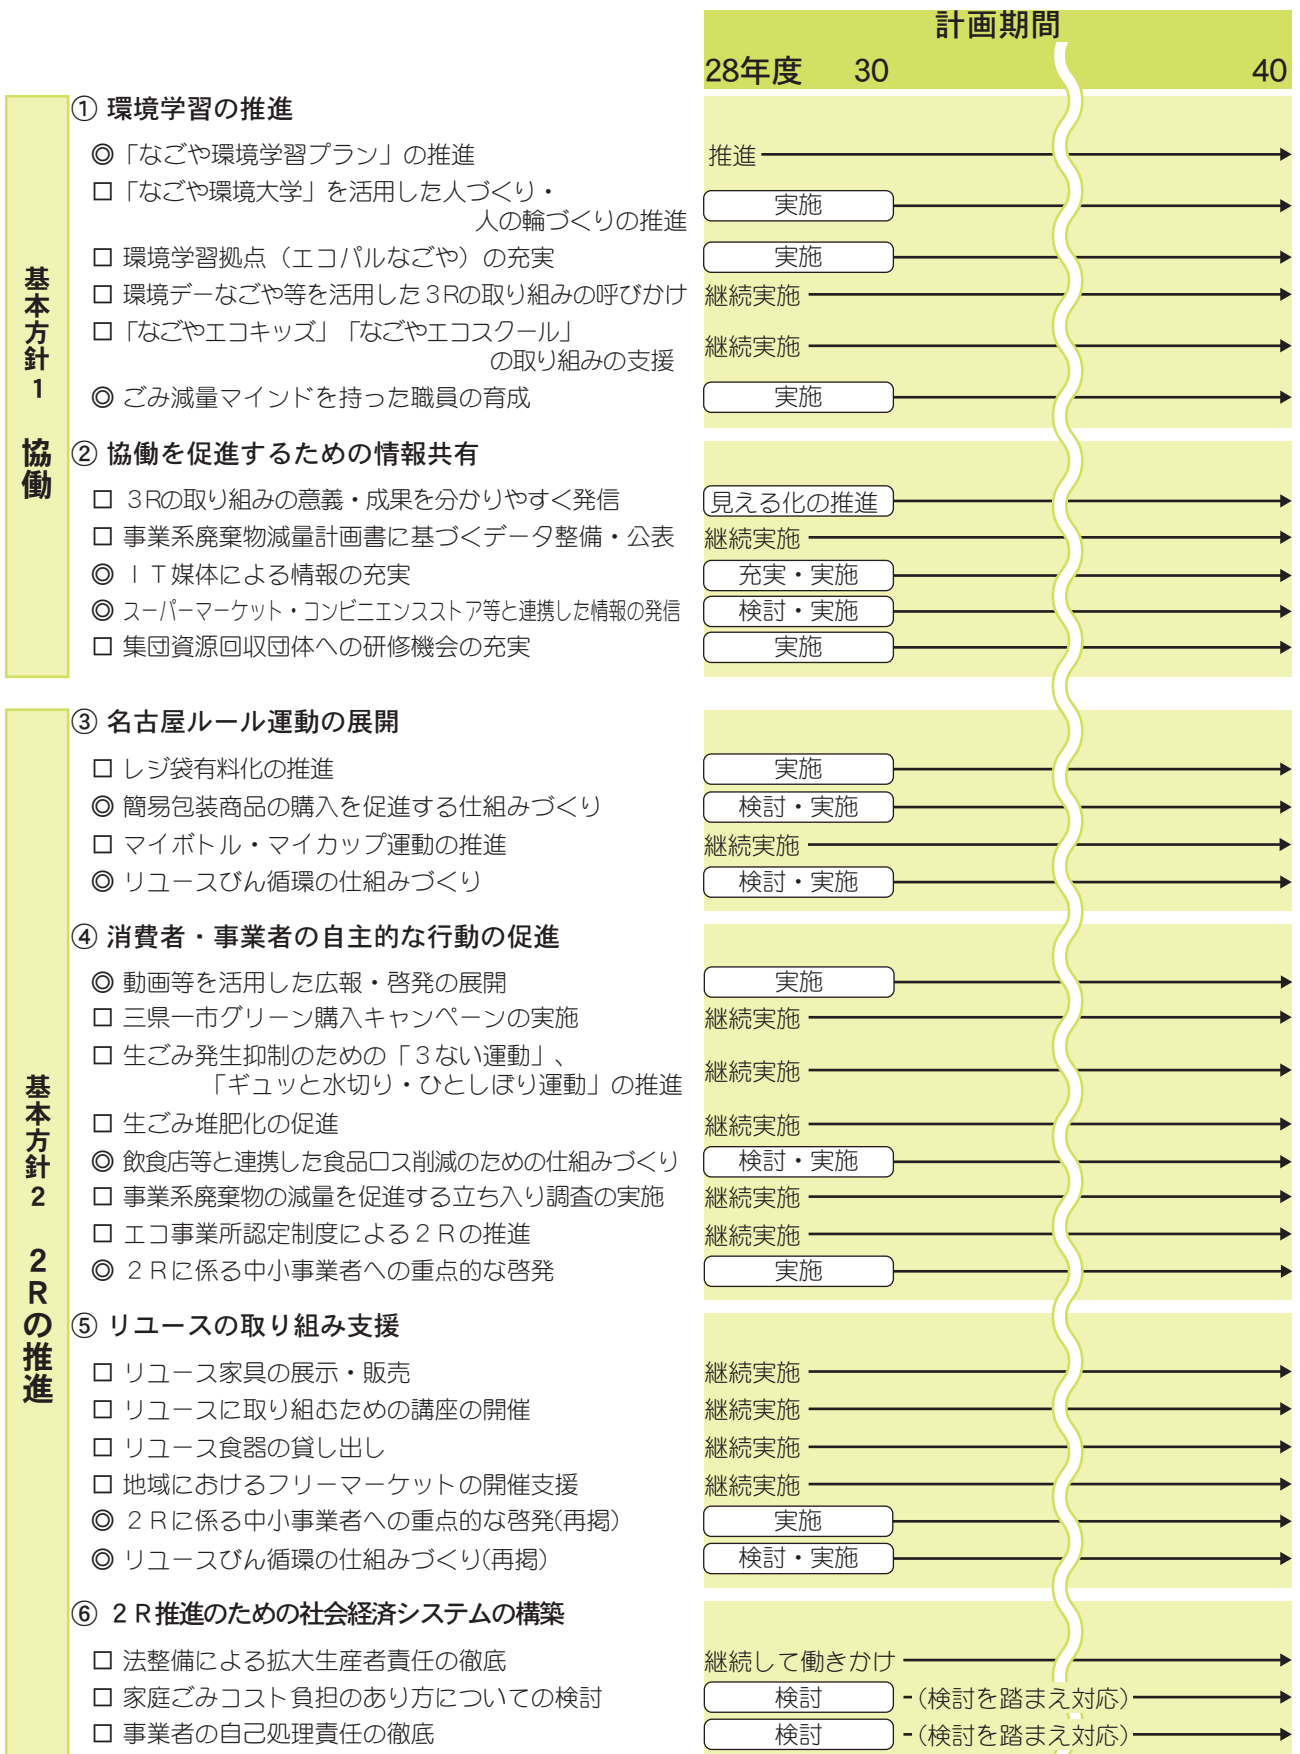 計画期間
28年度 30 40
基本方針1 協働
① 環境学習の推進
◎「なごや環境学習プラン」の推進 推進
□「なごや環境大学」を活用した人づくり・
人の輪づくりの推進 実施
□ 環境学習拠点（エコパルなごや）の充実 実施
□ 環境デーなごや等を活用した３Rの取り組みの呼びかけ 継続実施
□「なごやエコキッズ」「なごやエコスクール」
の取り組みの支援 継続実施
◎ ごみ減量マインドを持った職員の育成 実施
② 協働を促進するための情報共有
□ ３Rの取り組みの意義・成果を分かりやすく発信 見える化の推進
□ 事業系廃棄物減量計画書に基づくデータ整備・公表 継続実施
◎ ＩＴ媒体による情報の充実 充実・実施
◎ スーパーマーケット・コンビニエンスストア等と連携した情報の発信 検討・実施
□ 集団資源回収団体への研修機会の充実 実施
基本方針2 2Rの推進
③ 名古屋ルール運動の展開
□ レジ袋有料化の推進 実施
◎ 簡易包装商品の購入を促進する仕組みづくり 検討・実施
□ マイボトル・マイカップ運動の推進 継続実施
◎ リユースびん循環の仕組みづくり 検討・実施
④ 消費者・事業者の自主的な行動の促進
◎ 動画等を活用した広報・啓発の展開 実施
□ 三県一市グリーン購入キャンペーンの実施 継続実施
□ 生ごみ発生抑制のための「３ない運動」、
「ギュッと水切り・ひとしぼり運動」の推進 継続実施
□ 生ごみ堆肥化の促進 継続実施
◎ 飲食店等と連携した食品ロス削減のための仕組みづくり 検討・実施
□ 事業系廃棄物の減量を促進する立ち入り調査の実施 継続実施
□ エコ事業所認定制度による２Ｒの推進 継続実施
◎ ２Ｒに係る中小事業者への重点的な啓発 実施
⑤ リユースの取り組み支援
□ リユース家具の展示・販売 継続実施
□ リユースに取り組むための講座の開催 継続実施
□ リユース食器の貸し出し 継続実施
□ 地域におけるフリーマーケットの開催支援 継続実施
◎ ２Ｒに係る中小事業者への重点的な啓発(再掲) 実施
◎ リユースびん循環の仕組みづくり(再掲) 検討・実施
⑥ ２Ｒ推進のための社会経済システムの構築
□ 法整備による拡大生産者責任の徹底 継続して働きかけ
□ 家庭ごみコスト負担のあり方についての検討 検討 (検討を踏まえ対応)
□ 事業者の自己処理責任の徹底 検討 (検討を踏まえ対応)